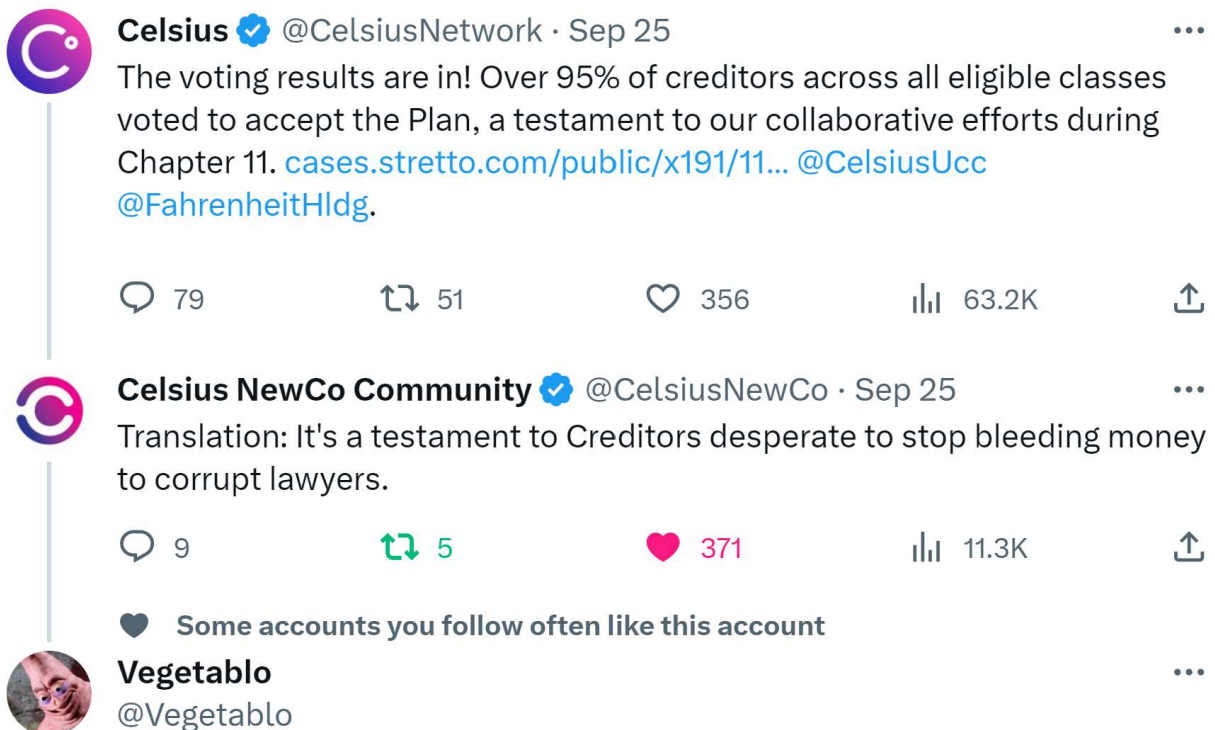 Celsius @CelsiusNetwork · Sep 25
The voting results are in! Over 95% of creditors across all eligible classes
voted to accept the Plan, a testament to our collaborative efforts during
Chapter 11. cases.stretto.com/public/x191/11... @CelsiusUcc
@FahrenheitHldg.
79 51 356 63.2K
Celsius NewCo Community @CelsiusNewCo · Sep 25
Translation: It's a testament to Creditors desperate to stop bleeding money
to corrupt lawyers.
9 5 371 11.3K
Some accounts you follow often like this account
Vegetablo
@Vegetablo